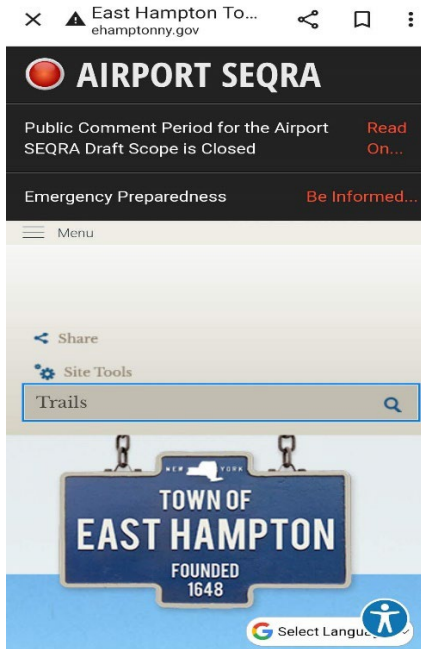 East Hampton To...
ehamptonny.gov
AIRPORT SEQRA
Public Comment Period for the Airport
SEQRA Draft Scope is Closed
Read
On...
Emergency Preparedness
Be Informed...
Menu
Share
Site Tools
Trails
NEW YORK
TOWN OF
EAST HAMPTON
FOUNDED
1648
G Select Langu